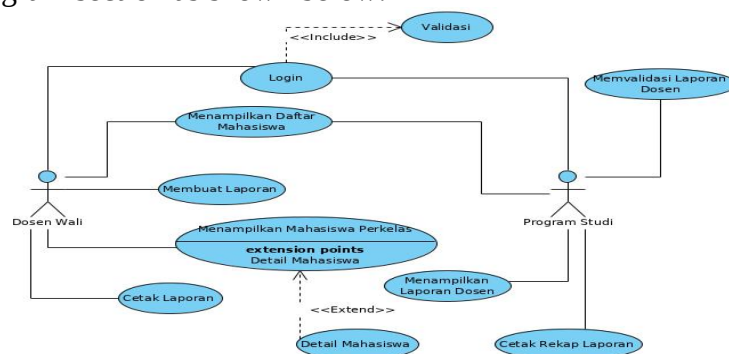 Validasi
<<Include>>
Login
Memvalidasi Laporan
Dosen
Menampilkan Daftar
Mahasiswa
Membuat Laporan
Dosen Wali
Program Studi
Menampilkan Mahasiswa Perkelas
extension points
Detail Mahasiswa
Menampilkan
Laporan Dosen
Cetak Laporan
<<Extend>>
Detail Mahasiswa
Cetak Rekap Laporan